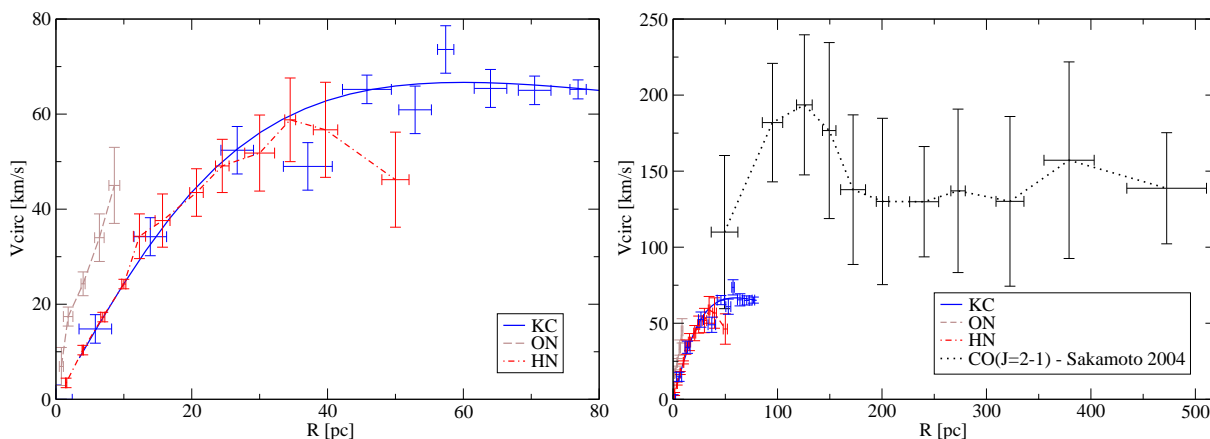 80
60
40
20
0
Vcirc [km/s]
0 20 40 60 80
R [pc]
KC
ON
HN
250
200
150
100
50
0
Vcirc [km/s]
0 100 200 300 400 500
R [pc]
KC
ON
HN
CO(J=2-1) - Sakamoto 2004